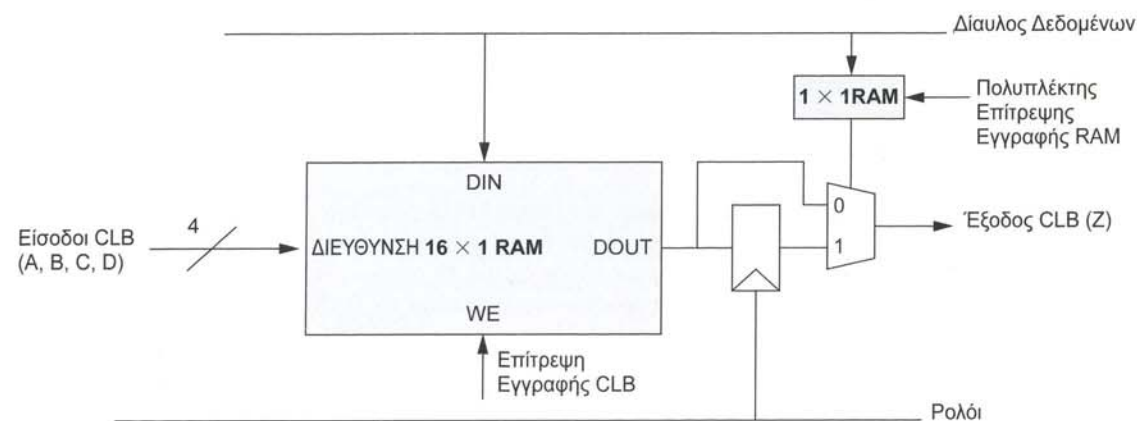 Δίαυλος Δεδομένων
1 × 1RAM
Πολυπλέκτης
Επίτρεψης
Εγγραφής RAM
DIN
0
4
Είσοδοι CLB
(A, B, C, D)
ΔΙΕΥΘΥΝΣΗ 16 × 1 RAM
DOUT
1
Έξοδος CLB (Z)
WE
Επίτρεψη
Εγγραφής CLB
Ρολόι